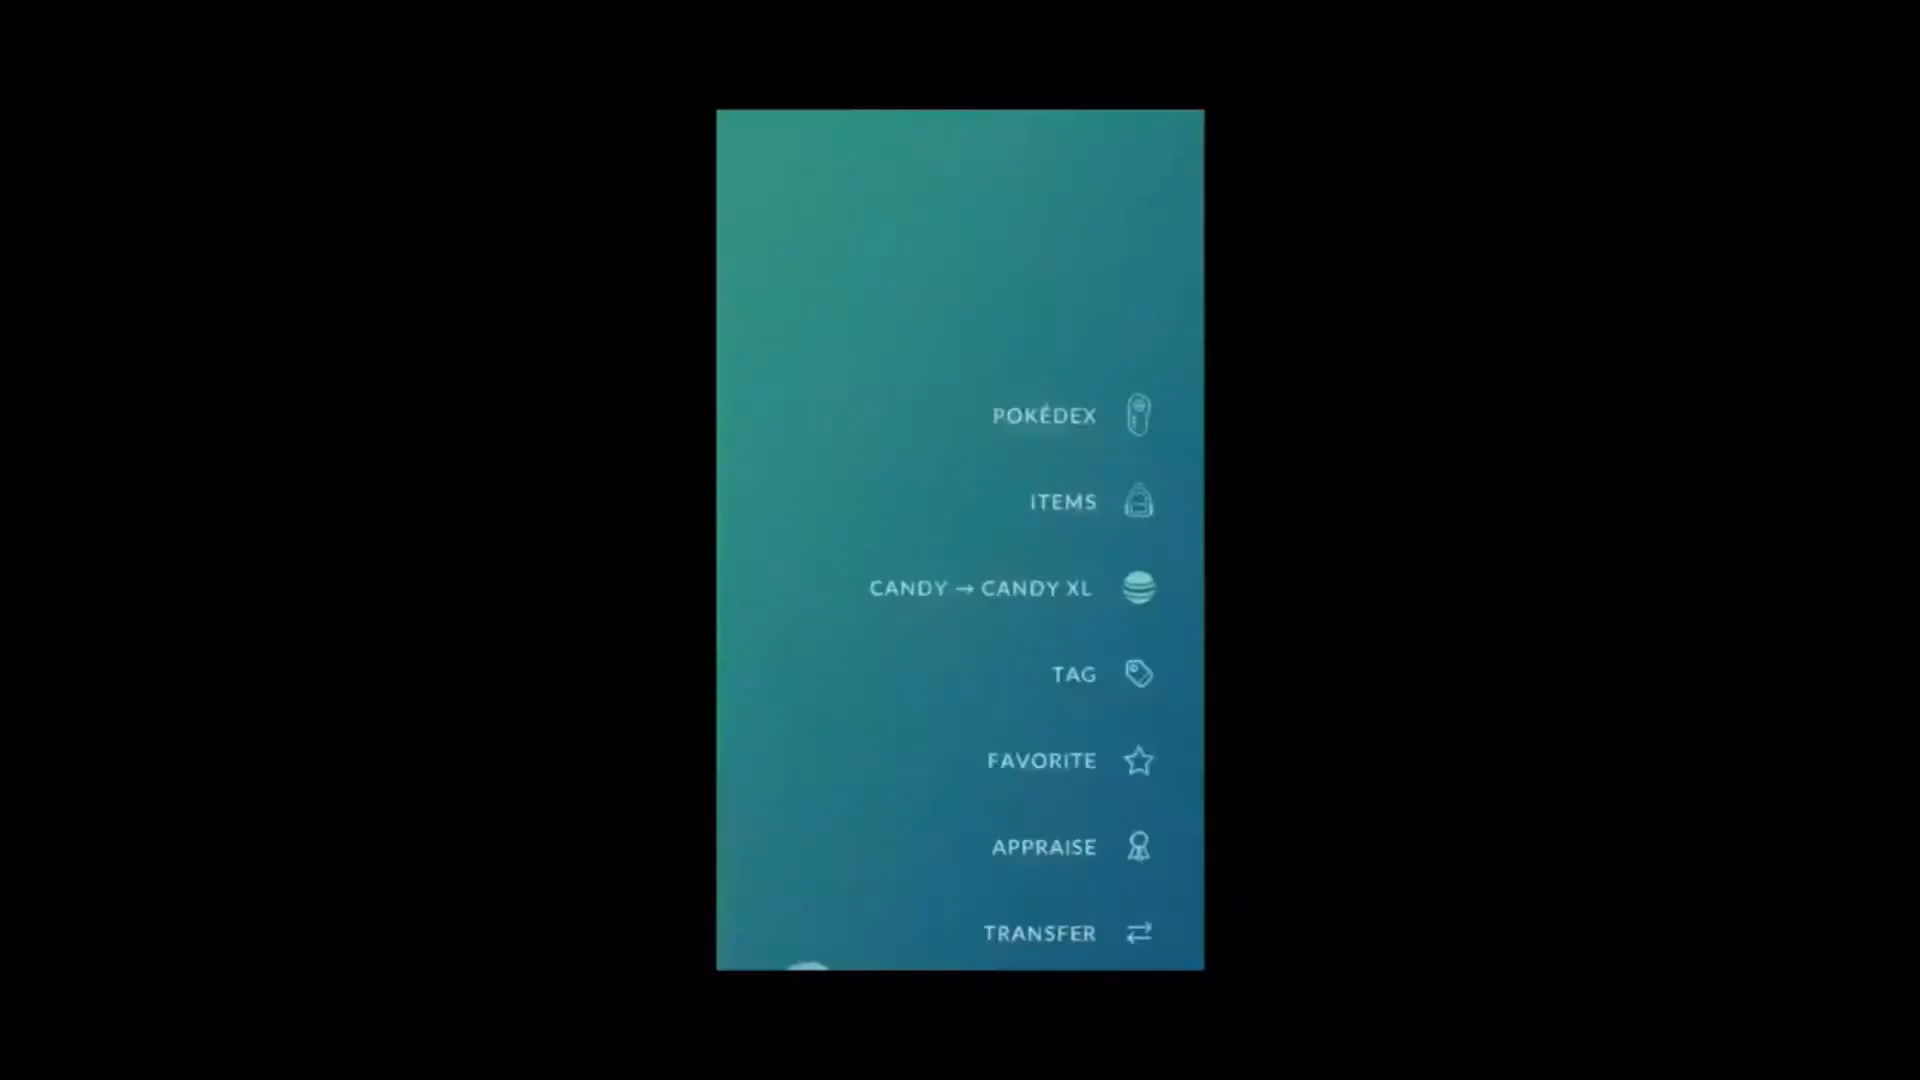 POKÉDEX
ITEMS
CANDY → CANDY XL
TAG
FAVORITE
APPRAISE
TRANSFER